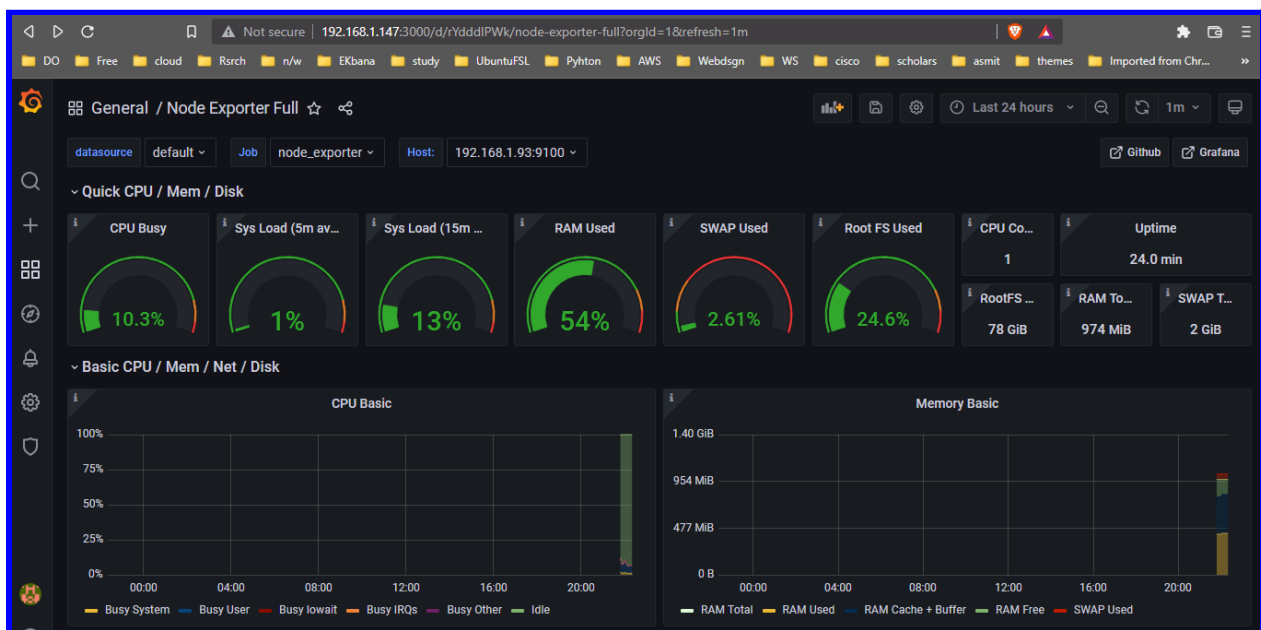 Not secure | 192.168.1.147:3000/d/rYdddlPWk/node-exporter-full?orgId=1&refresh=1m
DO Free cloud Rsrch n/w EKbana study UbuntuFSL Pyhton AWS Webdsgn WS cisco scholars asmit themes Imported from Chr... »
General / Node Exporter Full Last 24 hours 1m
datasource default Job node_exporter Host: 192.168.1.93:9100 Github Grafana
Quick CPU / Mem / Disk
CPU Busy Sys Load (5m av... Sys Load (15m ... RAM Used SWAP Used Root FS Used CPU Co... Uptime
1 24.0 min
RootFS ... RAM To... SWAP T...
10.3% 1% 13% 54% 2.61% 24.6% 78 GiB 974 MiB 2 GiB
Basic CPU / Mem / Net / Disk
CPU Basic
100%
75%
50%
25%
0%
00:00 04:00 08:00 12:00 16:00 20:00
Busy System Busy User Busy Iowait Busy IRQs Busy Other Idle
Memory Basic
1.40 GiB
954 MiB
477 MiB
0 B
00:00 04:00 08:00 12:00 16:00 20:00
RAM Total RAM Used RAM Cache + Buffer RAM Free SWAP Used